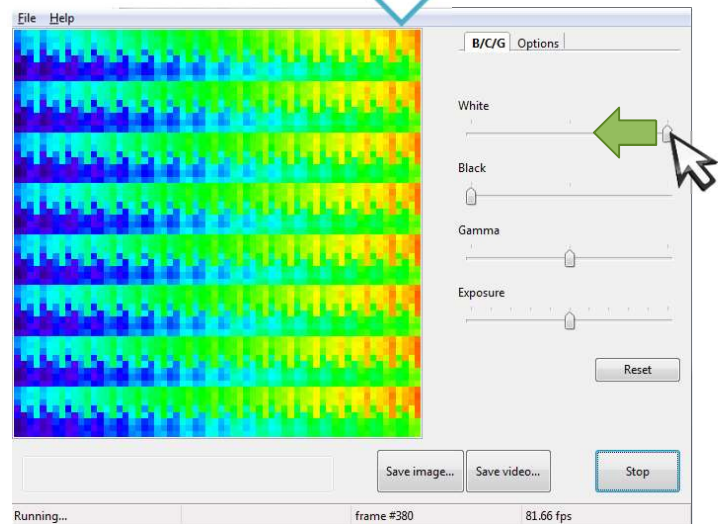 File Help
B/C/G Options
White
Black
Gamma
Exposure
Reset
Save image... Save video... Stop
Running... frame #380 81.66 fps